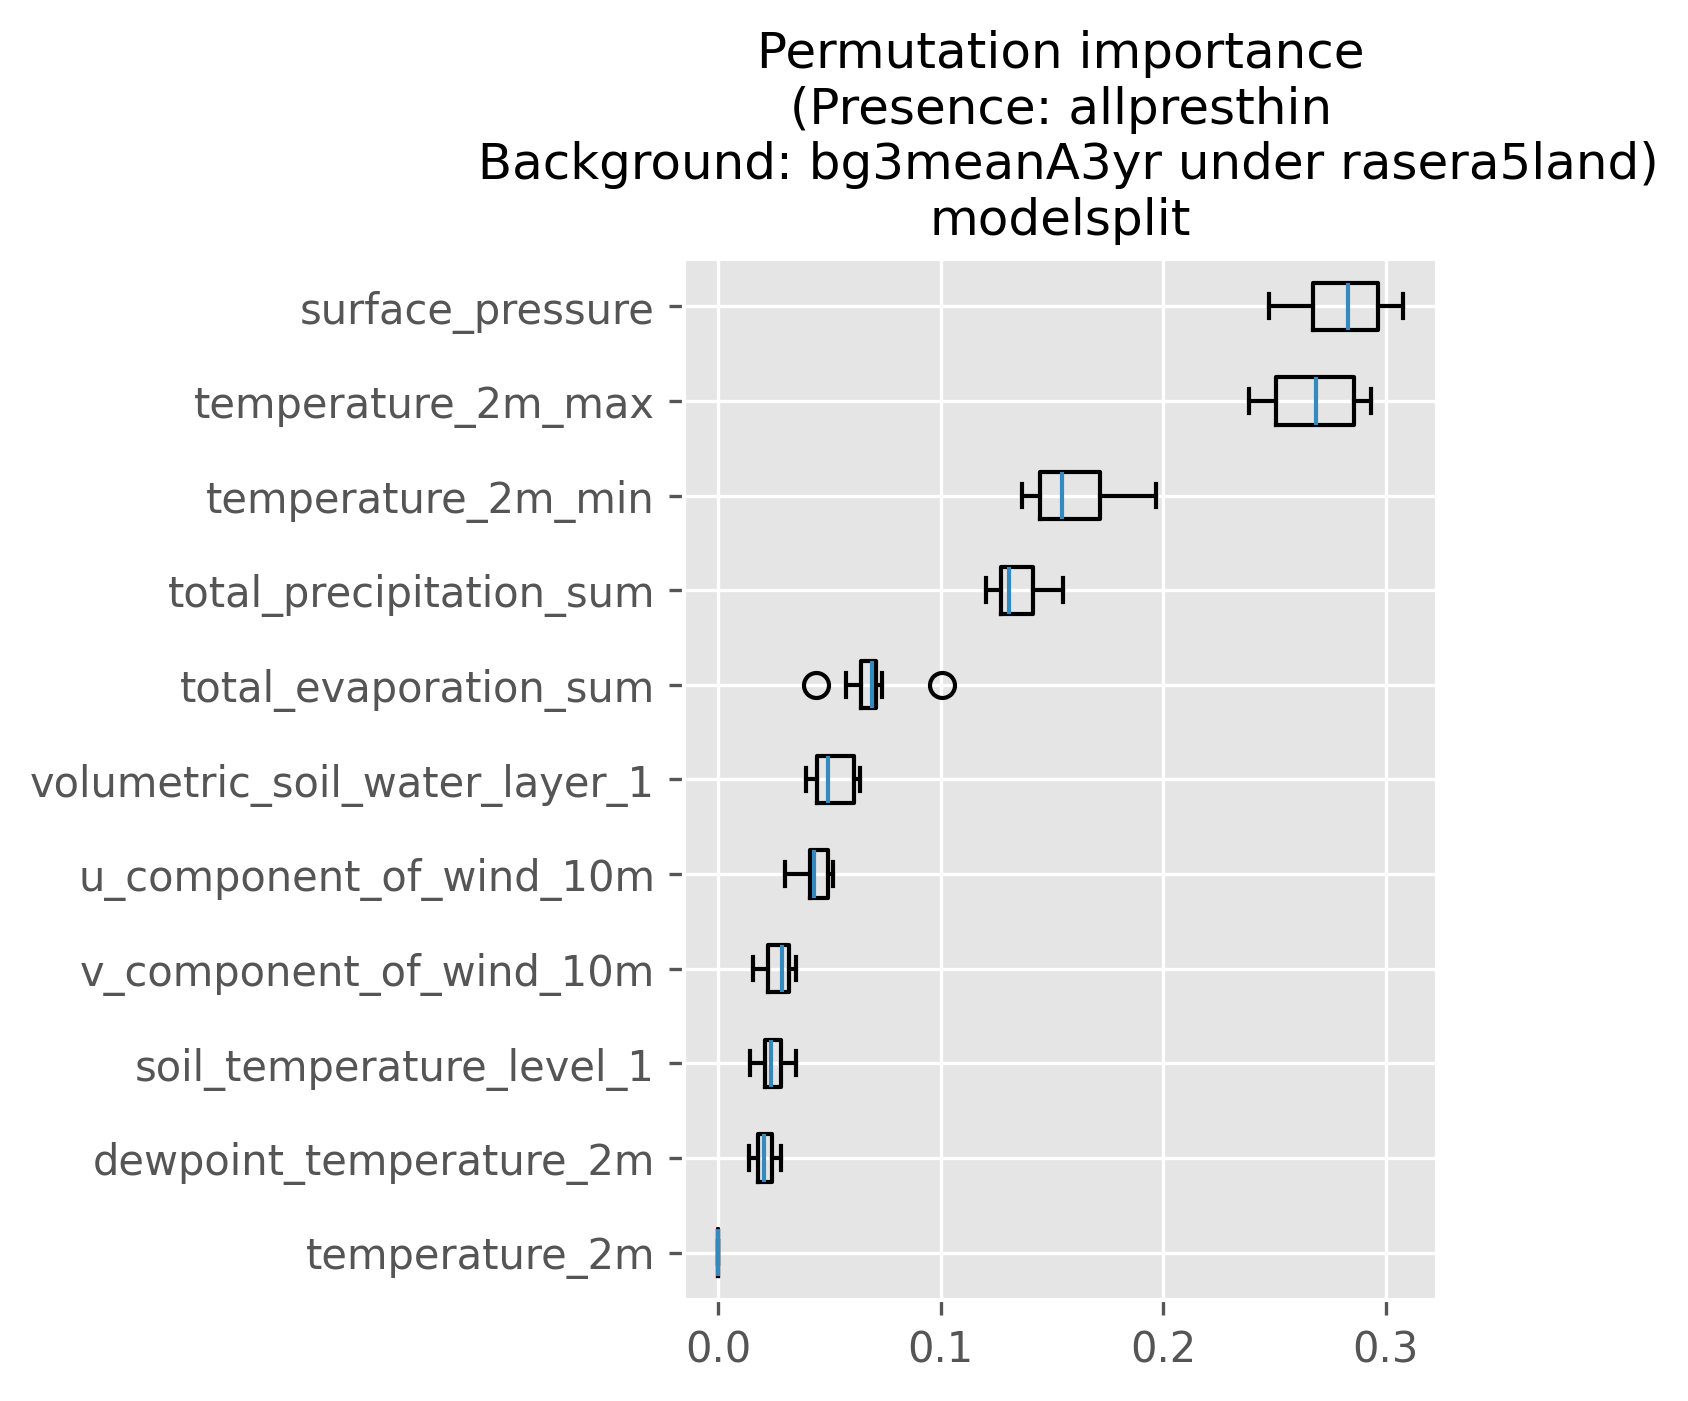 Permutation importance
(Presence: allpresthin
Background: bg3meanA3yr under rasera5land)
modelsplit
surface_pressure
temperature_2m_max
temperature_2m_min
total_precipitation_sum
total_evaporation_sum
volumetric_soil_water_layer_1
u_component_of_wind_10m
v_component_of_wind_10m
soil_temperature_level_1
dewpoint_temperature_2m
temperature_2m
0.0 0.1 0.2 0.3